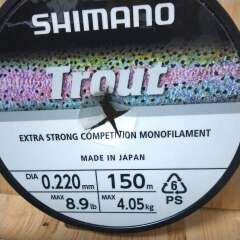 SHIMANO
Trout
EXTRA STRONG COMPETITION MONOFILAMENT
MADE IN JAPAN
DIA 0.220mm 150m
MAX 8.9lb MAX 4.05kg
6
PS